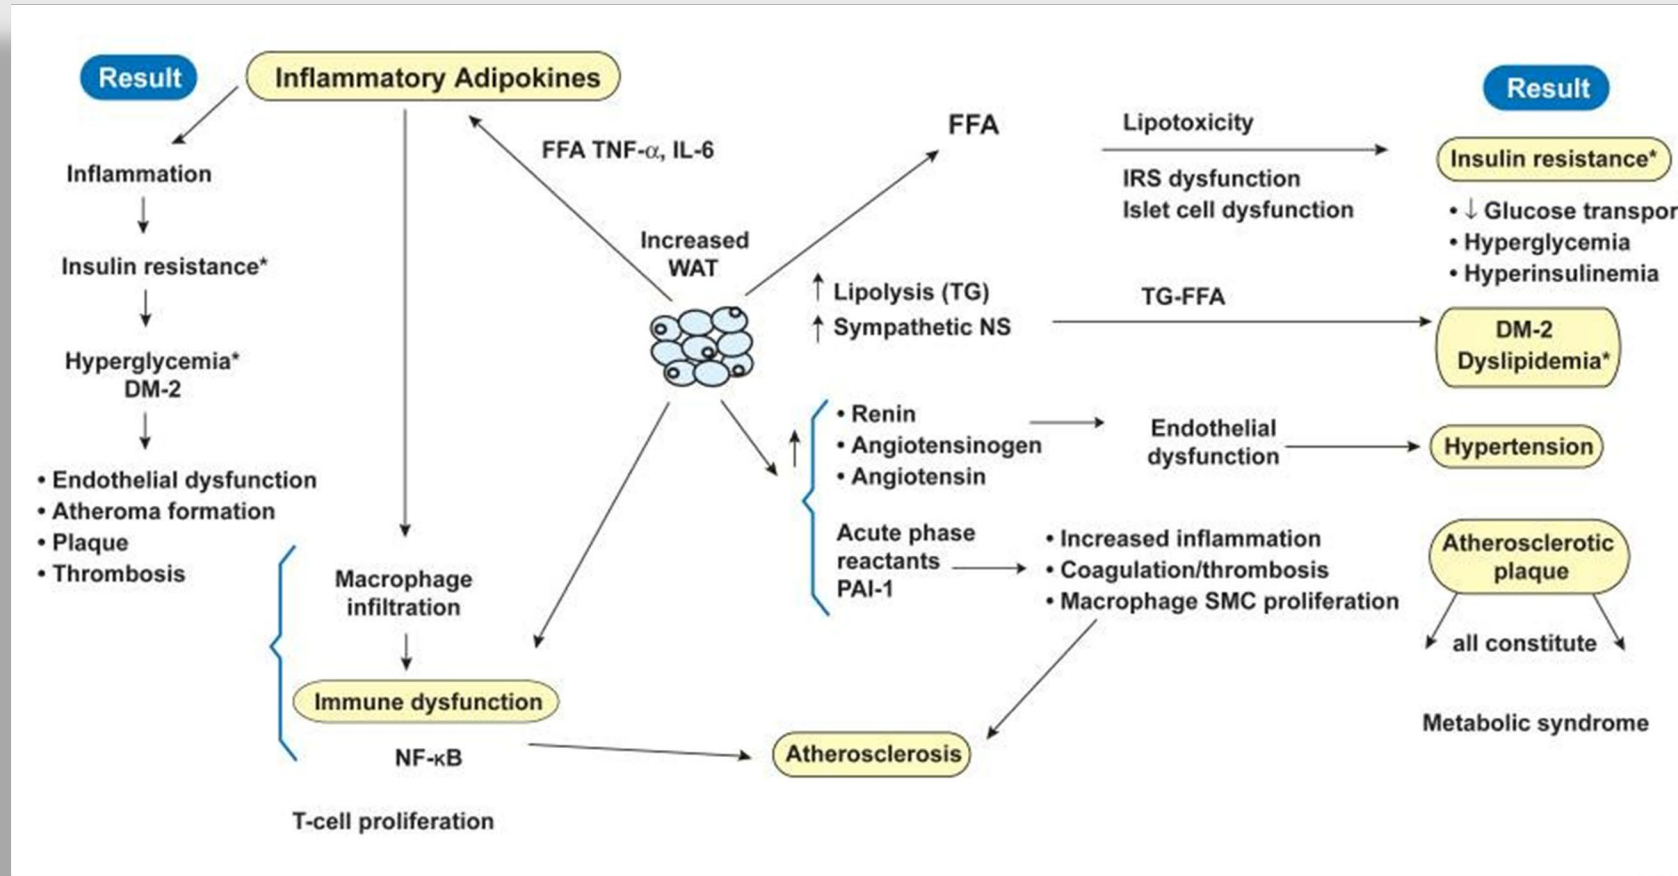 Result
Inflammatory Adipokines
Inflammation
Insulin resistance*
Hyperglycemia*
DM-2
• Endothelial dysfunction
• Atheroma formation
• Plaque
• Thrombosis
FFA TNF-α, IL-6
Increased
WAT
Macrophage
infiltration
Immune dysfunction
NF-κB
T-cell proliferation
FFA
Lipotoxicity
IRS dysfunction
Islet cell dysfunction
↑ Lipolysis (TG)
↑ Sympathetic NS
TG-FFA
↑
• Renin
• Angiotensinogen
• Angiotensin
Endothelial
dysfunction
Acute phase
reactants
PAI-1
• Increased inflammation
• Coagulation/thrombosis
• Macrophage SMC proliferation
Atherosclerosis
Result
Insulin resistance*
• ↓ Glucose transpor
• Hyperglycemia
• Hyperinsulinemia
DM-2
Dyslipidemia*
Hypertension
Atherosclerotic
plaque
all constitute
Metabolic syndrome